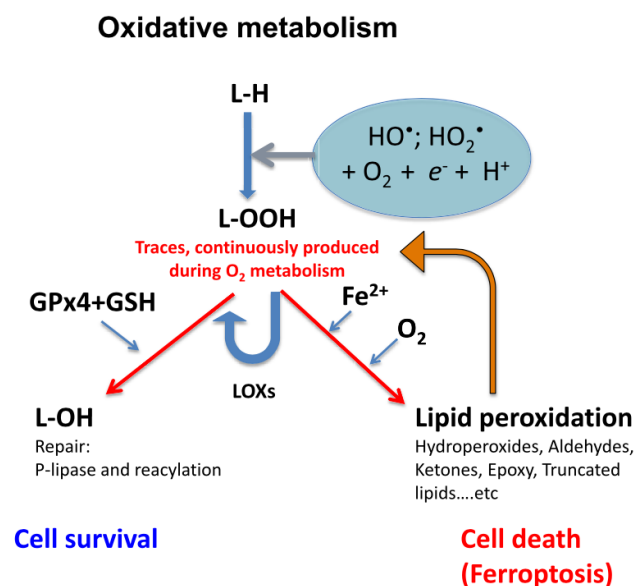 Oxidative metabolism
L-H
HO•; HO₂•
+ O₂ + e⁻ + H⁺
L-OOH
Traces, continuously produced
during O₂ metabolism
GPx4+GSH
Fe²⁺
O₂
LOXs
L-OH
Repair:
P-lipase and reacylation
Lipid peroxidation
Hydroperoxides, Aldehydes,
Ketones, Epoxy, Truncated
lipids....etc
Cell survival
Cell death
(Ferroptosis)